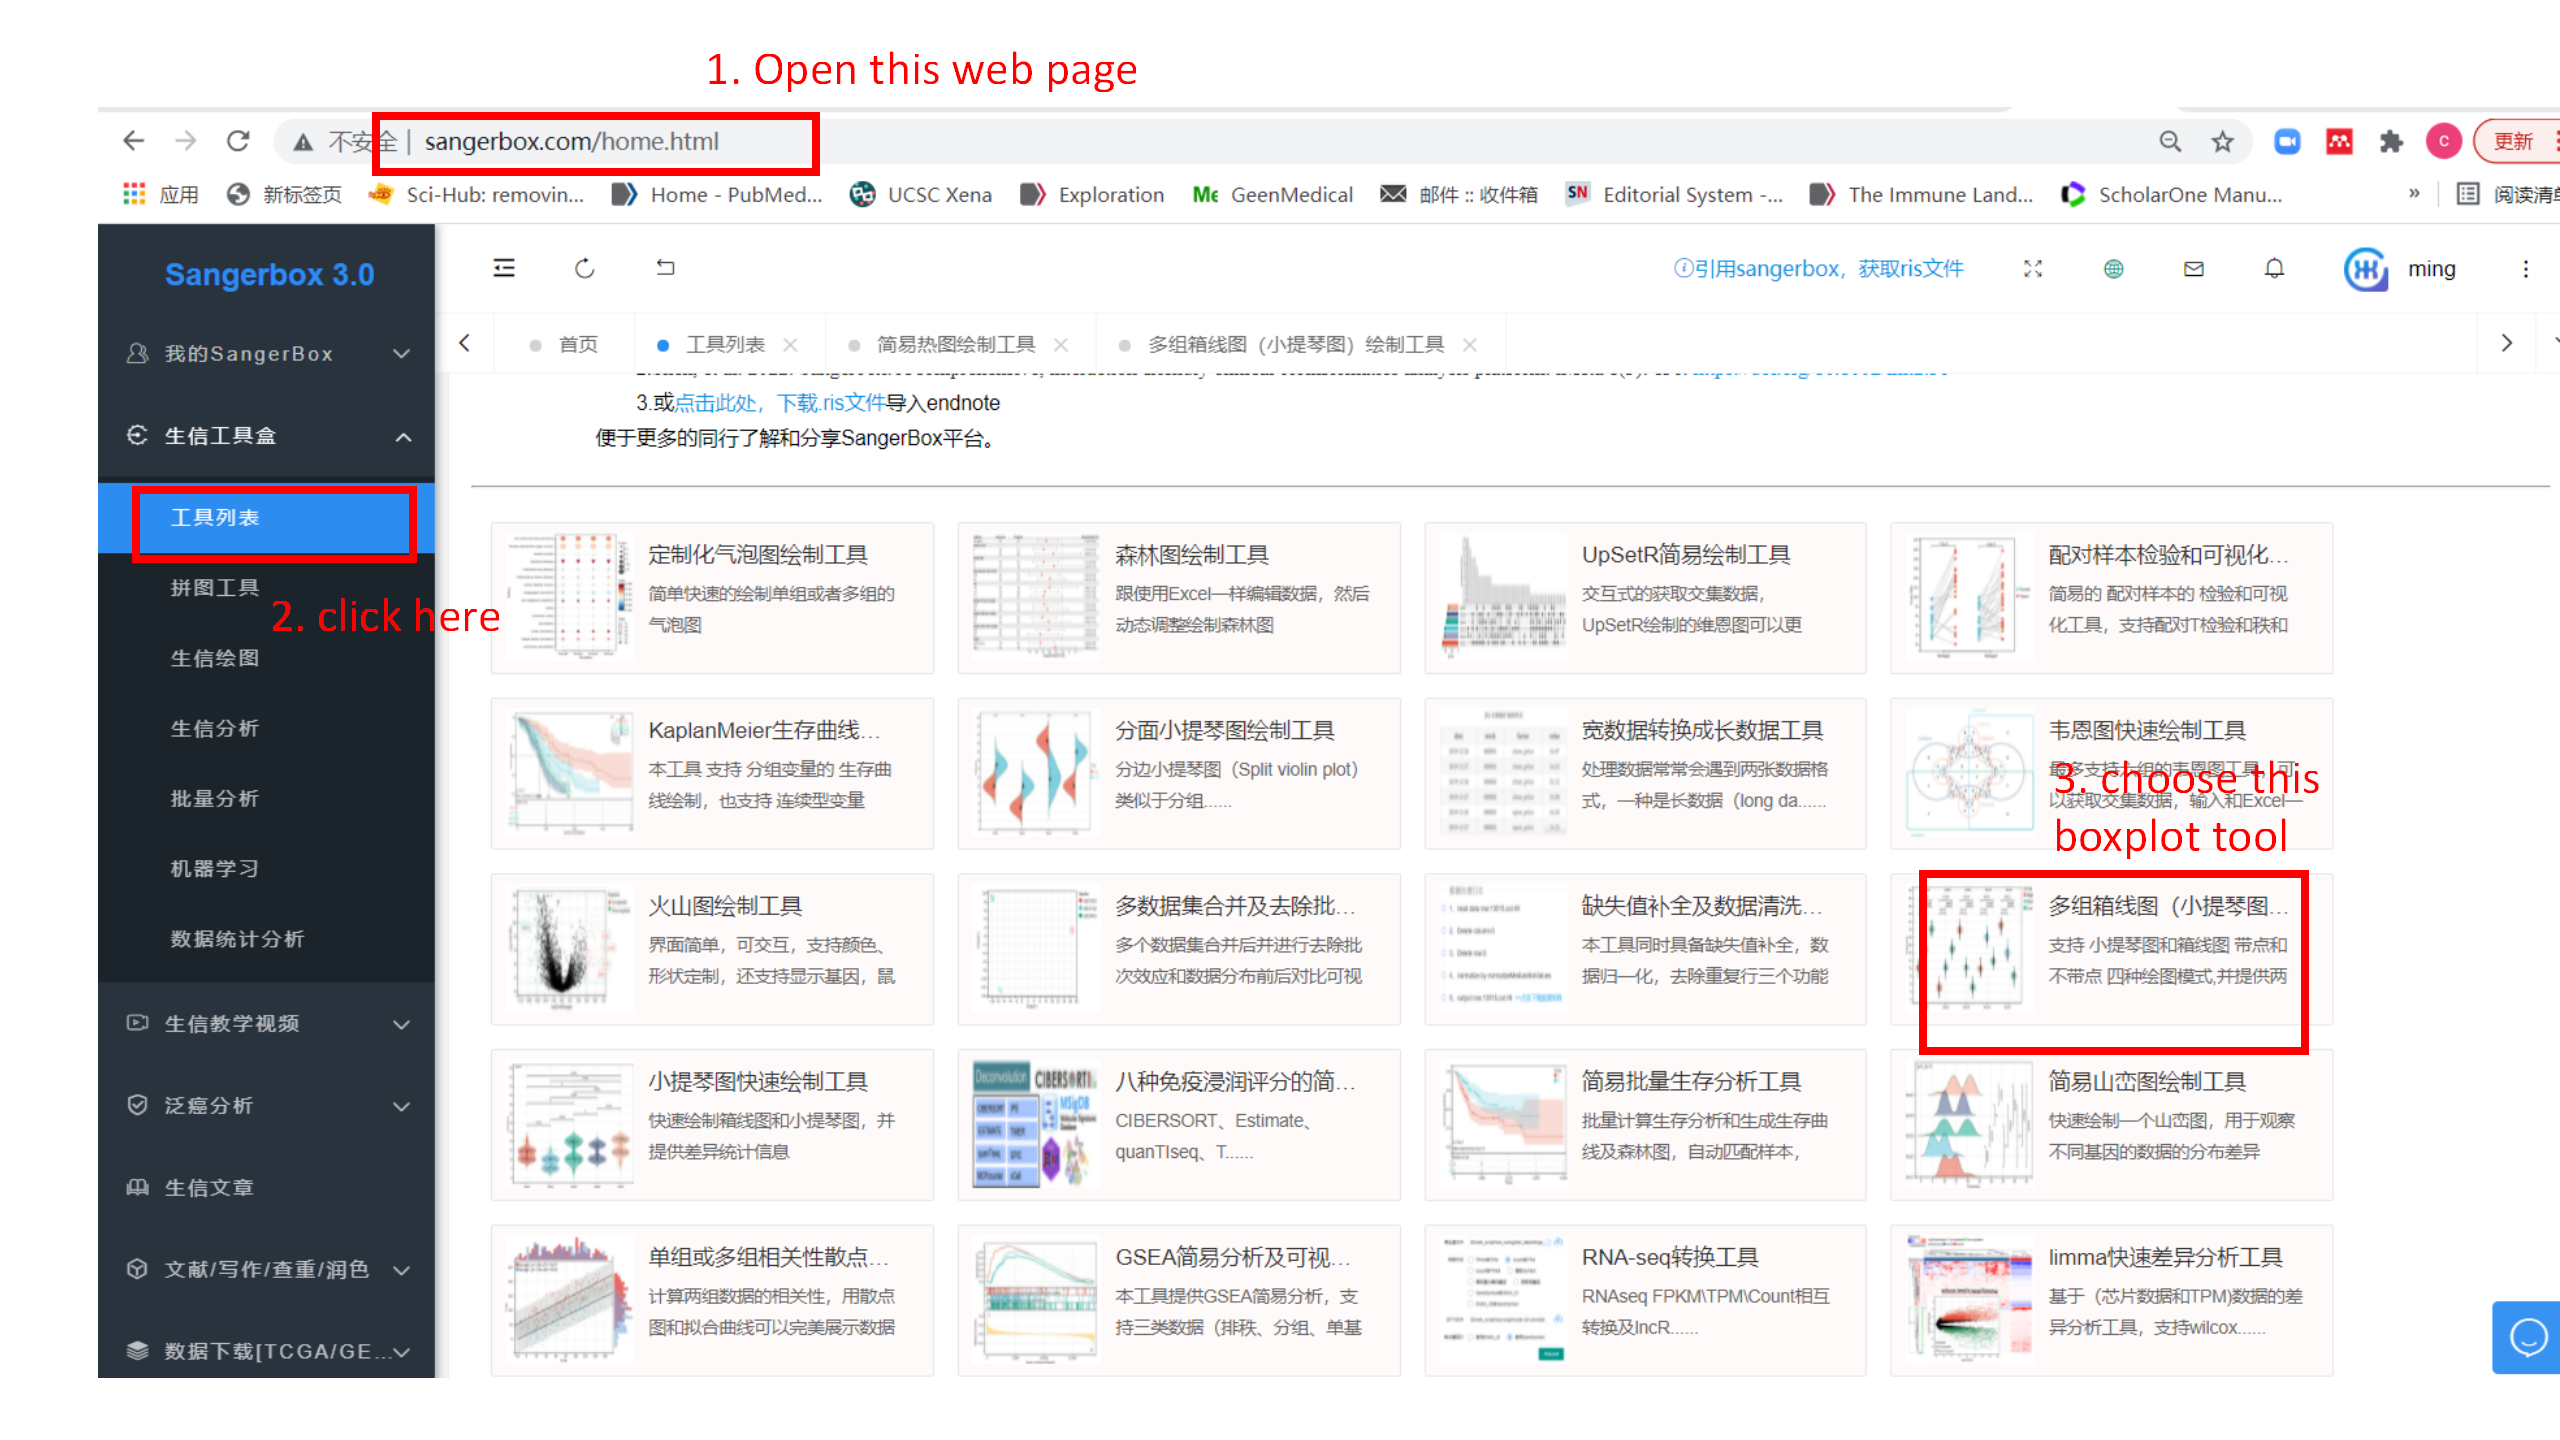 1. Open this web page
不安全 | sangerbox.com/home.html
更新
应用
新标签页
Sci-Hub: removin...
Home - PubMed...
UCSC Xena
Exploration
GeenMedical
邮件 :: 收件箱
Editorial System -...
The Immune Land...
ScholarOne Manu...
»
阅读清单
Sangerbox 3.0
引用sangerbox，获取ris文件
ming
我的SangerBox
首页
工具列表
简易热图绘制工具
多组箱线图（小提琴图）绘制工具
3.或点击此处，下载.ris文件导入endnote
便于更多的同行了解和分享SangerBox平台。
生信工具盒
工具列表
拼图工具
2. click here
生信绘图
生信分析
批量分析
机器学习
数据统计分析
生信教学视频
泛癌分析
生信文章
文献/写作/查重/润色
数据下载[TCGA/GE...
定制化气泡图绘制工具
简单快速的绘制单组或者多组的
气泡图
森林图绘制工具
跟使用Excel一样编辑数据，然后
动态调整绘制森林图
UpSetR简易绘制工具
交互式的获取交集数据，
UpSetR绘制的维恩图可以更
配对样本检验和可视化...
简易的 配对样本的 检验和可视
化工具，支持配对T检验和秩和
KaplanMeier生存曲线...
本工具 支持 分组变量的 生存曲
线绘制，也支持 连续型变量
分面小提琴图绘制工具
分边小提琴图（Split violin plot）
类似于分组......
宽数据转换成长数据工具
处理数据常常会遇到两张数据格
式，一种是长数据（long da......
韦恩图快速绘制工具
最多支持六组的韦恩图工具，可
以获取交集数据，输入和Excel一
3. choose this
boxplot tool
火山图绘制工具
界面简单，可交互，支持颜色、
形状定制，还支持显示基因，鼠
多数据集合并及去除批...
多个数据集合并后并进行去除批
次效应和数据分布前后对比可视
缺失值补全及数据清洗...
本工具同时具备缺失值补全，数
据归一化，去除重复行三个功能
多组箱线图（小提琴图...
支持 小提琴图和箱线图 带点和
不带点 四种绘图模式,并提供两
小提琴图快速绘制工具
快速绘制箱线图和小提琴图，并
提供差异统计信息
八种免疫浸润评分的简...
CIBERSORT、Estimate、
quanTIseq、T......
简易批量生存分析工具
批量计算生存分析和生成生存曲
线及森林图，自动匹配样本，
简易山峦图绘制工具
快速绘制一个山峦图，用于观察
不同基因的数据的分布差异
单组或多组相关性散点...
计算两组数据的相关性，用散点
图和拟合曲线可以完美展示数据
GSEA简易分析及可视...
本工具提供GSEA简易分析，支
持三类数据（排秩、分组、单基
RNA-seq转换工具
RNAseq FPKM\TPM\Count相互
转换及lncR......
limma快速差异分析工具
基于（芯片数据和TPM)数据的差
异分析工具，支持wilcox......